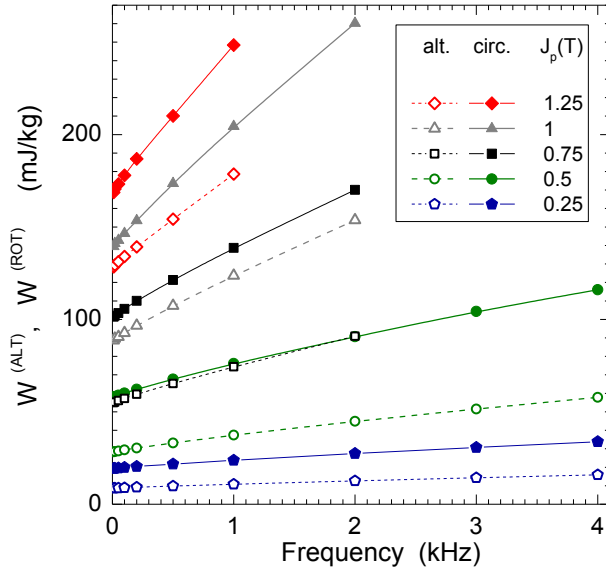 alt. circ. J_p(T)
1.25
1
0.75
0.5
0.25
200
100
0
0 1 2 3 4
Frequency (kHz)
W^(ALT), W^(ROT) (mJ/kg)